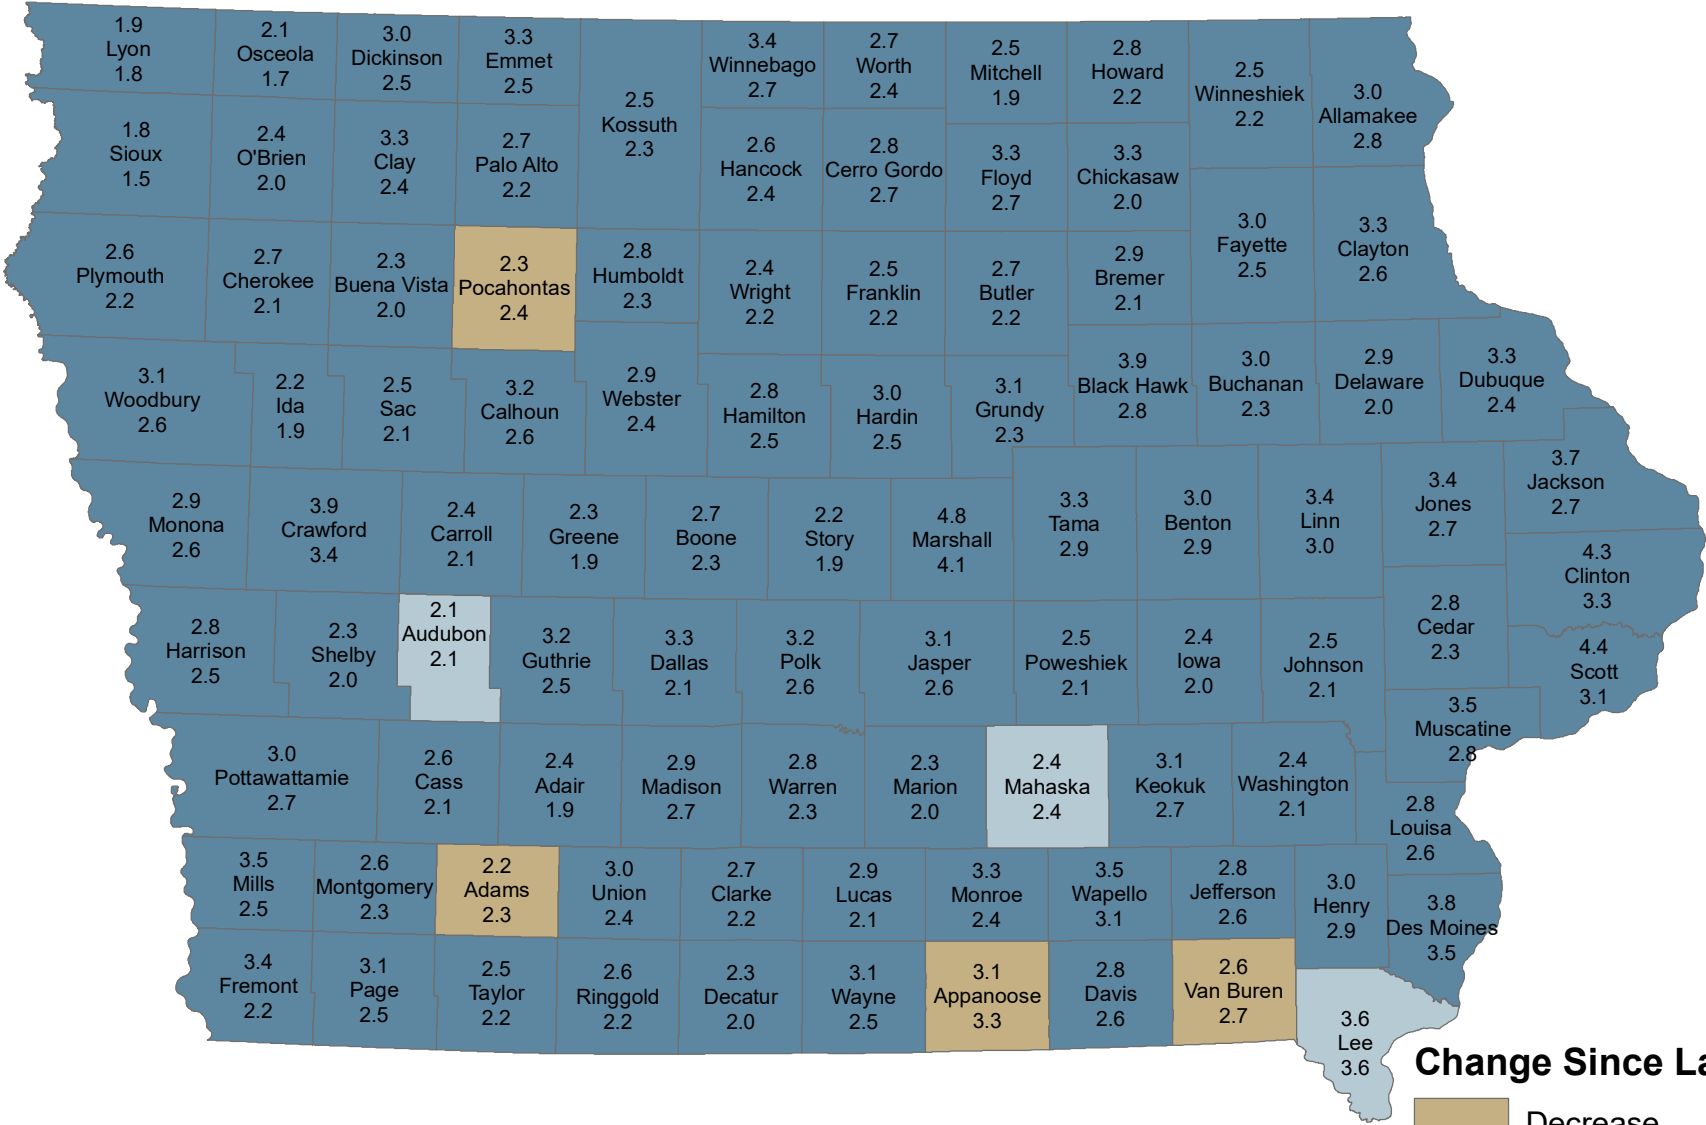 1.9
Lyon
1.8
2.1
Osceola
1.7
3.0
Dickinson
2.5
3.3
Emmet
2.5
2.5
Kossuth
2.3
3.4
Winnebago
2.7
2.7
Worth
2.4
2.5
Mitchell
1.9
2.8
Howard
2.2
2.5
Winneshiek
2.2
3.0
Allamakee
2.8
1.8
Sioux
1.5
2.4
O'Brien
2.0
3.3
Clay
2.4
2.7
Palo Alto
2.2
2.6
Hancock
2.4
2.8
Cerro Gordo
2.7
3.3
Floyd
2.7
3.3
Chickasaw
2.0
3.0
Fayette
2.5
3.3
Clayton
2.6
2.6
Plymouth
2.2
2.7
Cherokee
2.1
2.3
Buena Vista
2.0
2.3
Pocahontas
2.4
2.8
Humboldt
2.3
2.4
Wright
2.2
2.5
Franklin
2.2
2.7
Butler
2.2
2.9
Bremer
2.1
3.1
Woodbury
2.6
2.2
Ida
1.9
2.5
Sac
2.1
3.2
Calhoun
2.6
2.9
Webster
2.4
2.8
Hamilton
2.5
3.0
Hardin
2.5
3.1
Grundy
2.3
3.9
Black Hawk
2.8
3.0
Buchanan
2.3
2.9
Delaware
2.0
3.3
Dubuque
2.4
2.9
Monona
2.6
3.9
Crawford
3.4
2.4
Carroll
2.1
2.3
Greene
1.9
2.7
Boone
2.3
2.2
Story
1.9
4.8
Marshall
4.1
3.3
Tama
2.9
3.0
Benton
2.9
3.4
Linn
3.0
3.4
Jones
2.7
3.7
Jackson
2.7
4.3
Clinton
3.3
2.8
Harrison
2.5
2.3
Shelby
2.0
2.1
Audubon
2.1
3.2
Guthrie
2.5
3.3
Dallas
2.1
3.2
Polk
2.6
3.1
Jasper
2.6
2.5
Poweshiek
2.1
2.4
Iowa
2.0
2.5
Johnson
2.1
2.8
Cedar
2.3
4.4
Scott
3.1
3.5
Muscatine
2.8
3.0
Pottawattamie
2.7
2.6
Cass
2.1
2.4
Adair
1.9
2.9
Madison
2.7
2.8
Warren
2.3
2.3
Marion
2.0
2.4
Mahaska
2.4
3.1
Keokuk
2.7
2.4
Washington
2.1
2.8
Louisa
2.6
3.5
Mills
2.5
2.6
Montgomery
2.3
2.2
Adams
2.3
3.0
Union
2.4
2.7
Clarke
2.2
2.9
Lucas
2.1
3.3
Monroe
2.4
3.5
Wapello
3.1
2.8
Jefferson
2.6
3.0
Henry
2.9
3.8
Des Moines
3.5
3.4
Fremont
2.2
3.1
Page
2.5
2.5
Taylor
2.2
2.6
Ringgold
2.2
2.3
Decatur
2.0
3.1
Wayne
2.5
3.1
Appanoose
3.3
2.8
Davis
2.6
2.6
Van Buren
2.7
3.6
Lee
3.6
Change Since La
Decrease